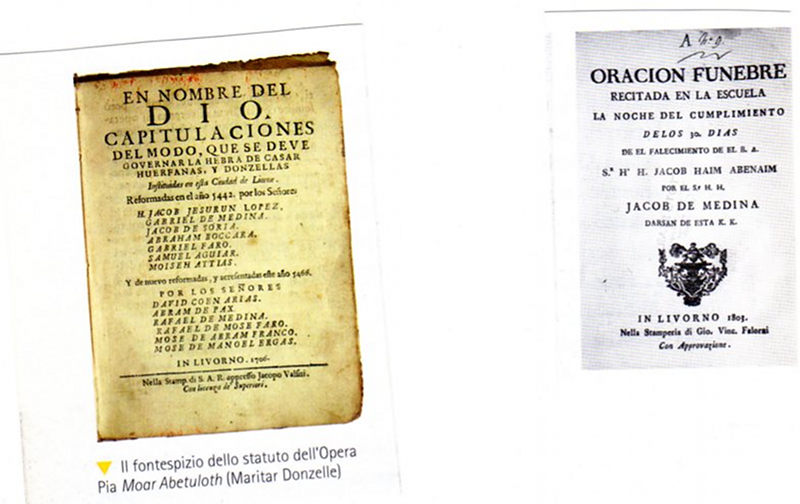 EN NOMBRE DEL
DIO.
CAPITULACIONES
DEL MODO, QUE SE DEVE
GOVERNAR LA HEBRA DE CASAR
HUERFANAS, Y DONZELLAS
Instituidas en esta Ciudad de Liorne.
Reformadas en el año 5442. por los Señores
H. JACOB JESURUN LOPEZ.
GABRIEL DE MEDINA.
JACOB DE SORIA.
ABRAHAM BOCCARA.
GABRIEL FARO.
SAMUEL AGUIAR.
MOISEH ATTIAS.
Y de nuevo reformadas, y acresentadas este año 5466.
POR LOS SEÑORES
DAVID COEN ARIAS.
ABRAM DE PAX.
RAFAEL DE MEDINA.
RAFAEL DE MOSE FARO.
MOSE DE ABRAM FRANCO.
MOSE DE MANOEL ERGAS.
IN LIVORNO. 1706.
Nella Stamp. di S. A. R. appresso Jacopo Valsisi.
Con licenza de' Superiori.
Il fontespizio dello statuto dell'Opera
Pia Moar Abetuloth (Maritar Donzelle)
A
ORACION FUNEBRE
RECITADA EN LA ESCUELA
LA NOCHE DEL CUMPLIMIENTO
DELOS 30. DIAS
DE EL FALECIMIENTO DE EL B. A.
S.R H.H JACOB HAIM ABENAIM
POR EL S.R H. H.
JACOB DE MEDINA
DARSAN DE ESTA K. K.
IN LIVORNO 1803.
Nella Stamperia di Gio. Vinc. Falorni
Con Approvazione.